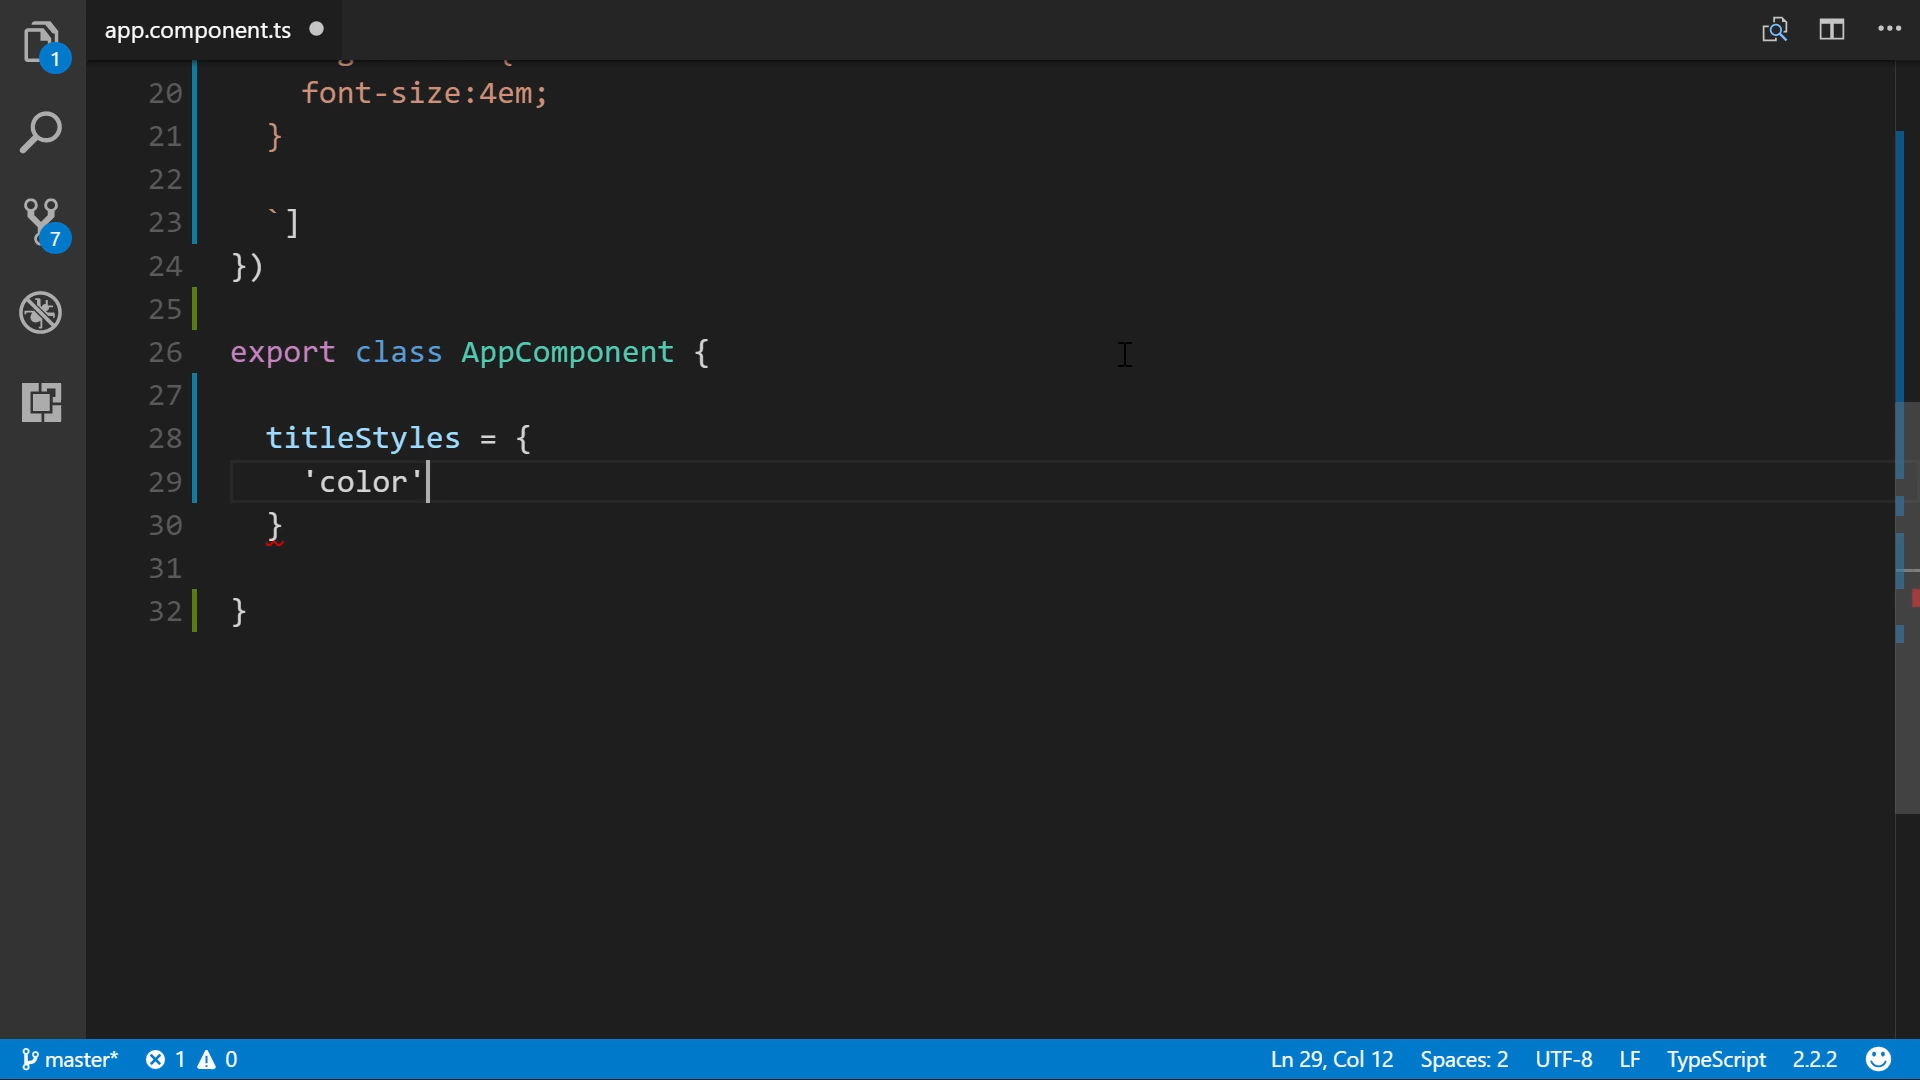 app.component.ts
1
20 font-size:4em;
21 }
22
7
23 `]
24 })
25
26 export class AppComponent {
27
28 titleStyles = {
29 'color'
30 }
31
32 }
master* 1 0 Ln 29, Col 12 Spaces: 2 UTF-8 LF TypeScript 2.2.2